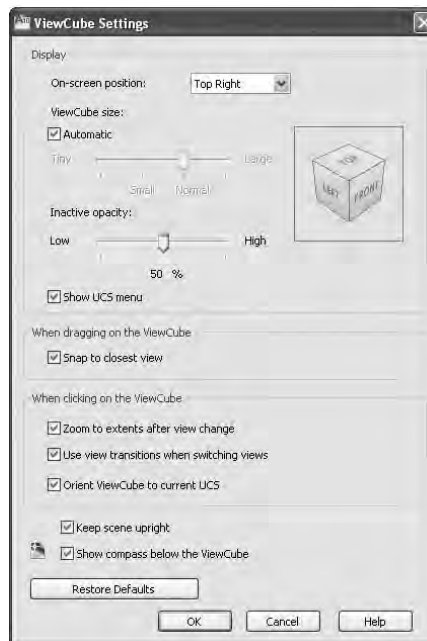 ViewCube Settings
Display
On-screen position: Top Right
ViewCube size:
Automatic
Tiny Large
Small Normal
TOP
LEFT FRONT
Inactive opacity:
Low High
50 %
Show UCS menu
When dragging on the ViewCube
Snap to closest view
When clicking on the ViewCube
Zoom to extents after view change
Use view transitions when switching views
Orient ViewCube to current UCS
Keep scene upright
Show compass below the ViewCube
Restore Defaults
OK Cancel Help